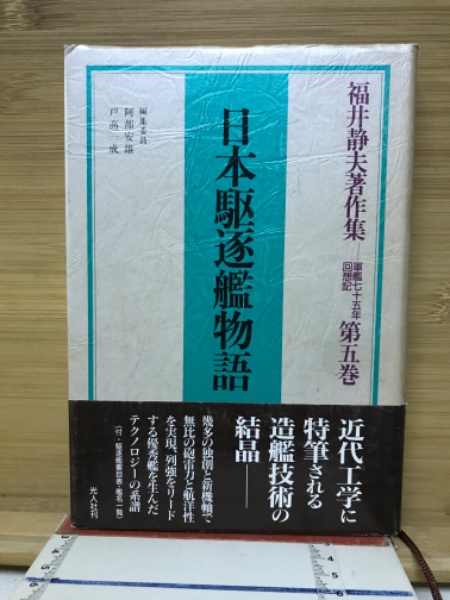 福井静夫著作集
軍艦七十五年
回想記
第五巻
日本駆逐艦物語
編集委員
阿部安雄
戸高一成
近代工学に
特筆される
造艦技術の
結晶――
幾多の独創と新機軸で
無比の砲雷力と航洋性
を実現、列強をリード
する優秀艦を生んだ
テクノロジーの系譜
光人社刊